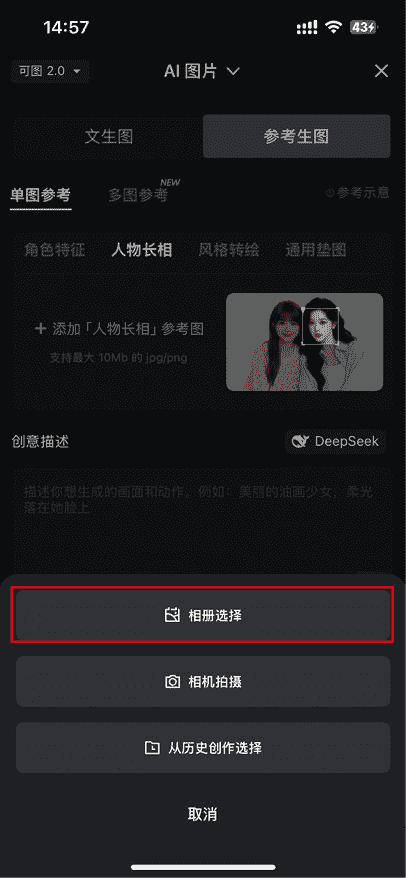 14:57
43
可图 2.0
AI 图片
文生图
参考生图
单图参考
多图参考
NEW
参考示意
角色特征
人物长相
风格转绘
通用垫图
+ 添加「人物长相」参考图
支持最大 10Mb 的 jpg/png
创意描述
DeepSeek
描述你想生成的画面和动作。例如：美丽的油画少女，柔光
落在她脸上
相册选择
相机拍摄
从历史创作选择
取消